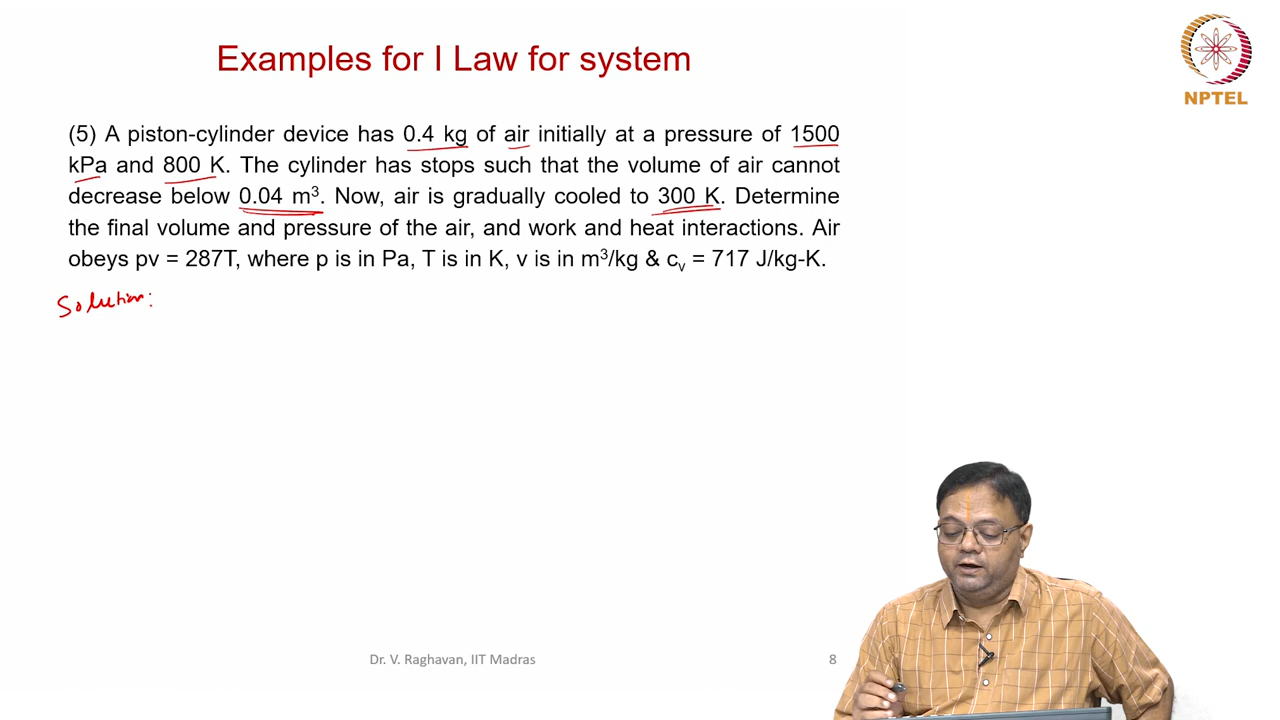 Examples for I Law for system
NPTEL
(5) A piston-cylinder device has 0.4 kg of air initially at a pressure of 1500
kPa and 800 K. The cylinder has stops such that the volume of air cannot
decrease below 0.04 m³. Now, air is gradually cooled to 300 K. Determine
the final volume and pressure of the air, and work and heat interactions. Air
obeys pv = 287T, where p is in Pa, T is in K, v is in m³/kg & cᵥ = 717 J/kg-K.
Solution:
Dr. V. Raghavan, IIT Madras
8